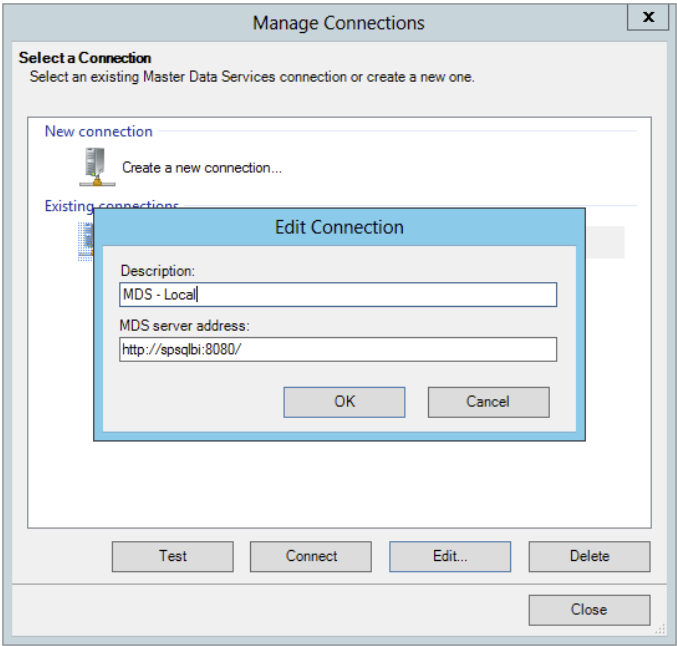 Manage Connections
x
Select a Connection
Select an existing Master Data Services connection or create a new one.
New connection
Create a new connection...
Existing connections
Edit Connection
Description:
MDS - Local
MDS server address:
http://spsqlbi:8080/
OK Cancel
Test Connect Edit... Delete
Close